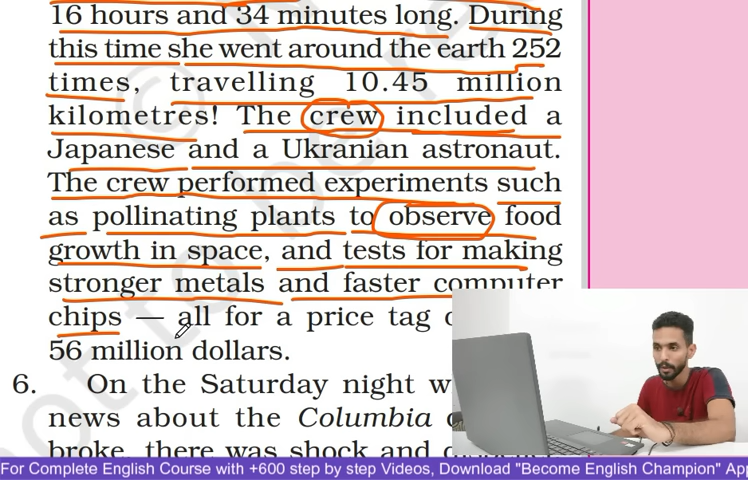 16 hours and 34 minutes long. During
this time she went around the earth 252
times, travelling 10.45 million
kilometres! The crew included a
Japanese and a Ukranian astronaut.
The crew performed experiments such
as pollinating plants to observe food
growth in space, and tests for making
stronger metals and faster computer
chips — all for a price tag
56 million dollars.
6. On the Saturday night
news about the Columbia
broke, there was shock and
For Complete English Course with +600 step by step Videos, Download "Become English Champion" App